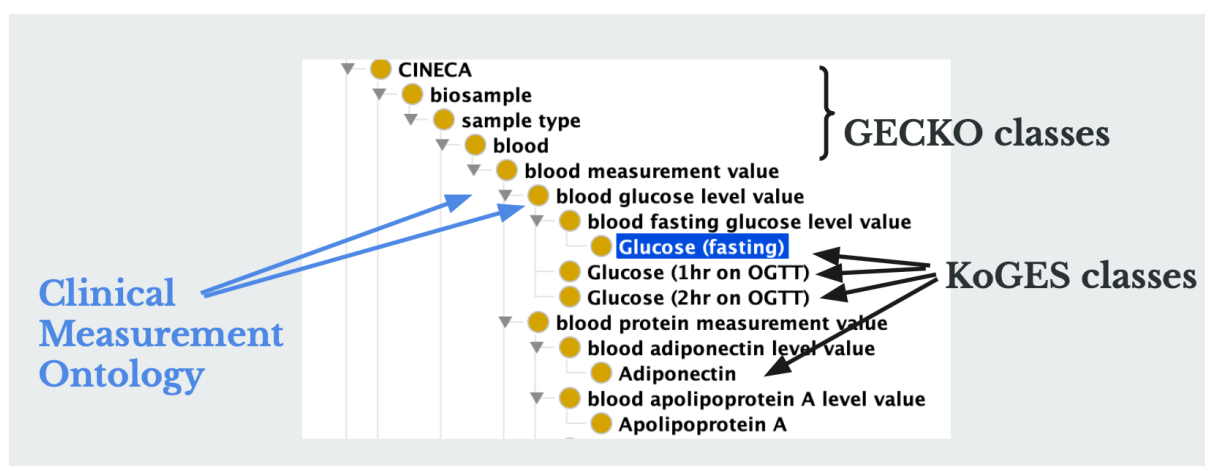 CINECA
biosample
sample type
blood
GECKO classes
blood measurement value
blood glucose level value
blood fasting glucose level value
Glucose (fasting)
Glucose (1hr on OGTT)
Glucose (2hr on OGTT)
KoGES classes
Clinical
Measurement
Ontology
blood protein measurement value
blood adiponectin level value
Adiponectin
blood apolipoprotein A level value
Apolipoprotein A